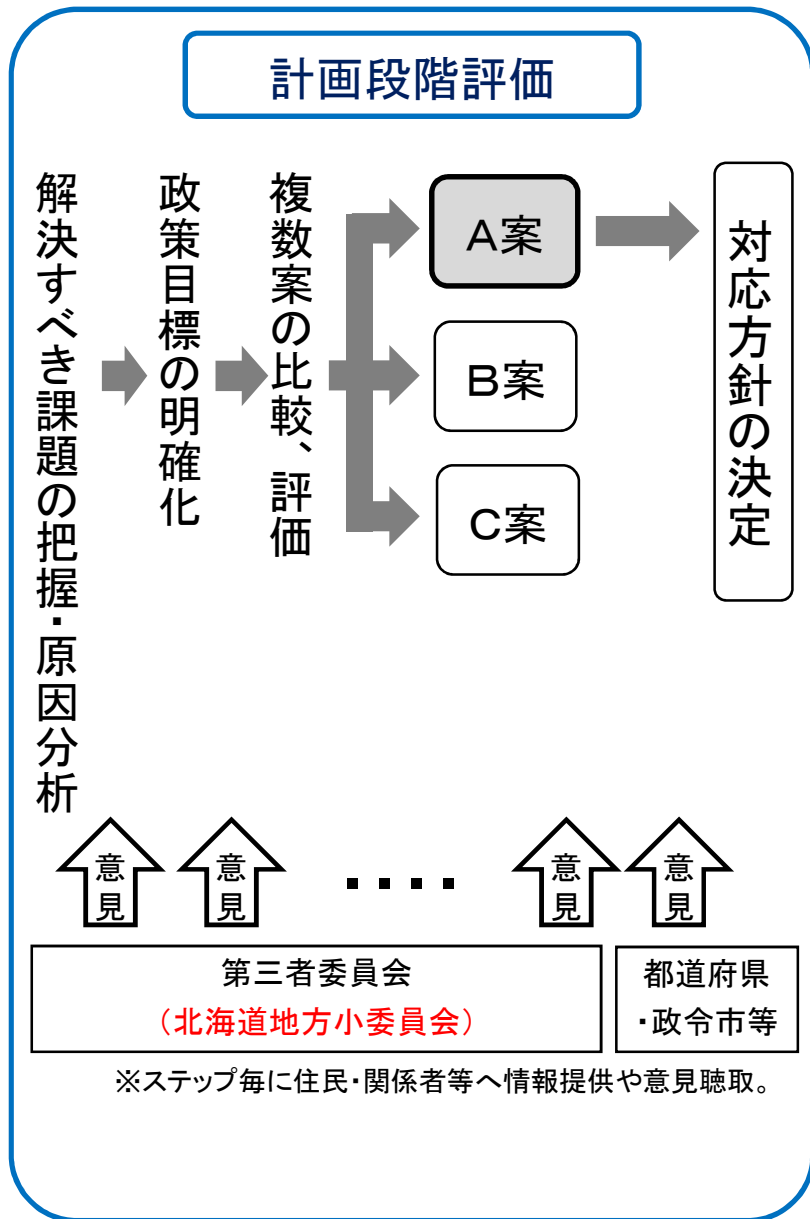 計画段階評価
解決すべき課題の把握・原因分析
政策目標の明確化
複数案の比較、評価
A案
B案
C案
対応方針の決定
意見
意見
････
意見
意見
第三者委員会
（北海道地方小委員会）
都道府県
・政令市等
※ステップ毎に住民・関係者等へ情報提供や意見聴取。